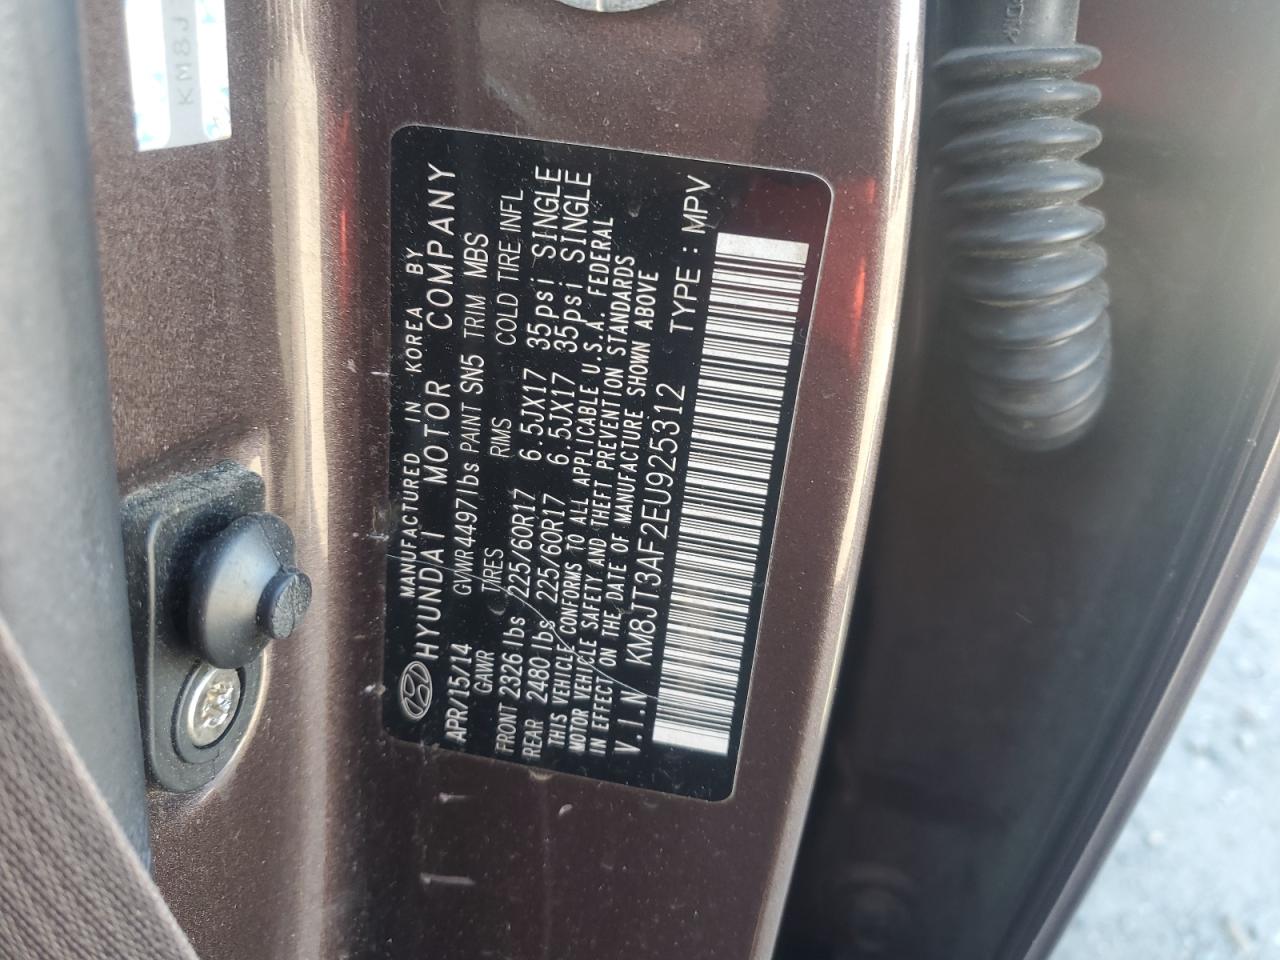 KM8J
MANUFACTURED IN KOREA BY
HYUNDAI MOTOR COMPANY
APR/15/14 GVWR 4497lbs PAINT SN5 TRIM MBS
GAWR TIRES RIMS COLD TIRE INFL
FRONT 2326 lbs 225/60R17 6.5JX17 35psi SINGLE
REAR 2480 lbs 225/60R17 6.5JX17 35psi SINGLE
THIS VEHICLE CONFORMS TO ALL APPLICABLE U.S.A. FEDERAL
MOTOR VEHICLE SAFETY AND THEFT PREVENTION STANDARDS
IN EFFECT ON THE DATE OF MANUFACTURE SHOWN ABOVE
V.I.N KM8JT3AF2EU925312 TYPE : MPV